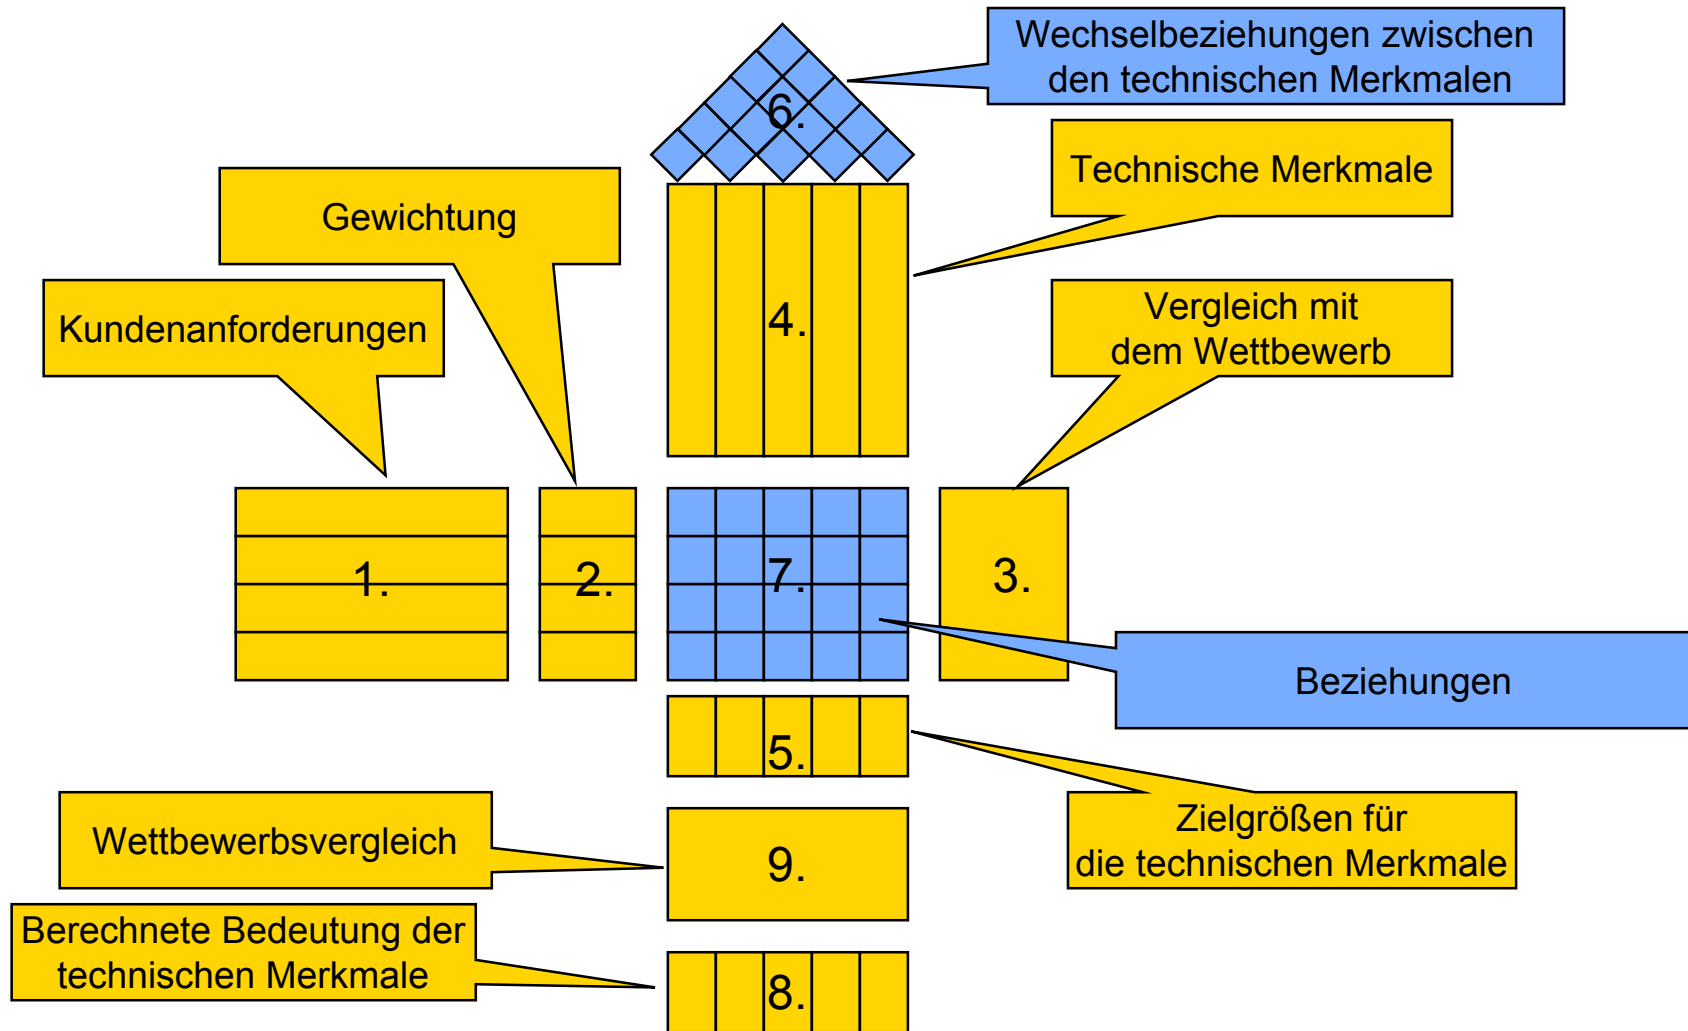 Wechselbeziehungen zwischen
den technischen Merkmalen
6.
Technische Merkmale
Gewichtung
Kundenanforderungen
4.
Vergleich mit
dem Wettbewerb
1.
2.
7.
3.
Beziehungen
5.
Zielgrößen für
die technischen Merkmale
Wettbewerbsvergleich
9.
Berechnete Bedeutung der
technischen Merkmale
8.